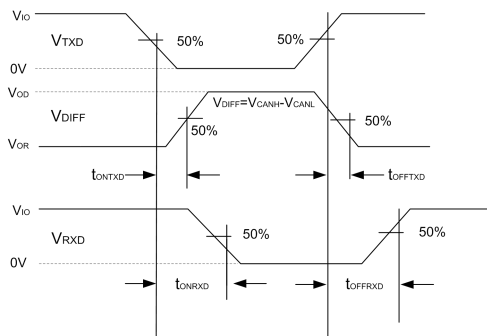 VIO
VTXD
50%
50%
0V
VOD
VDIFF=VCANH-VCANL
VDIFF
50%
50%
VOR
tONTXD
tOFFTXD
VIO
VRXD
50%
50%
0V
tONRXD
tOFFRXD